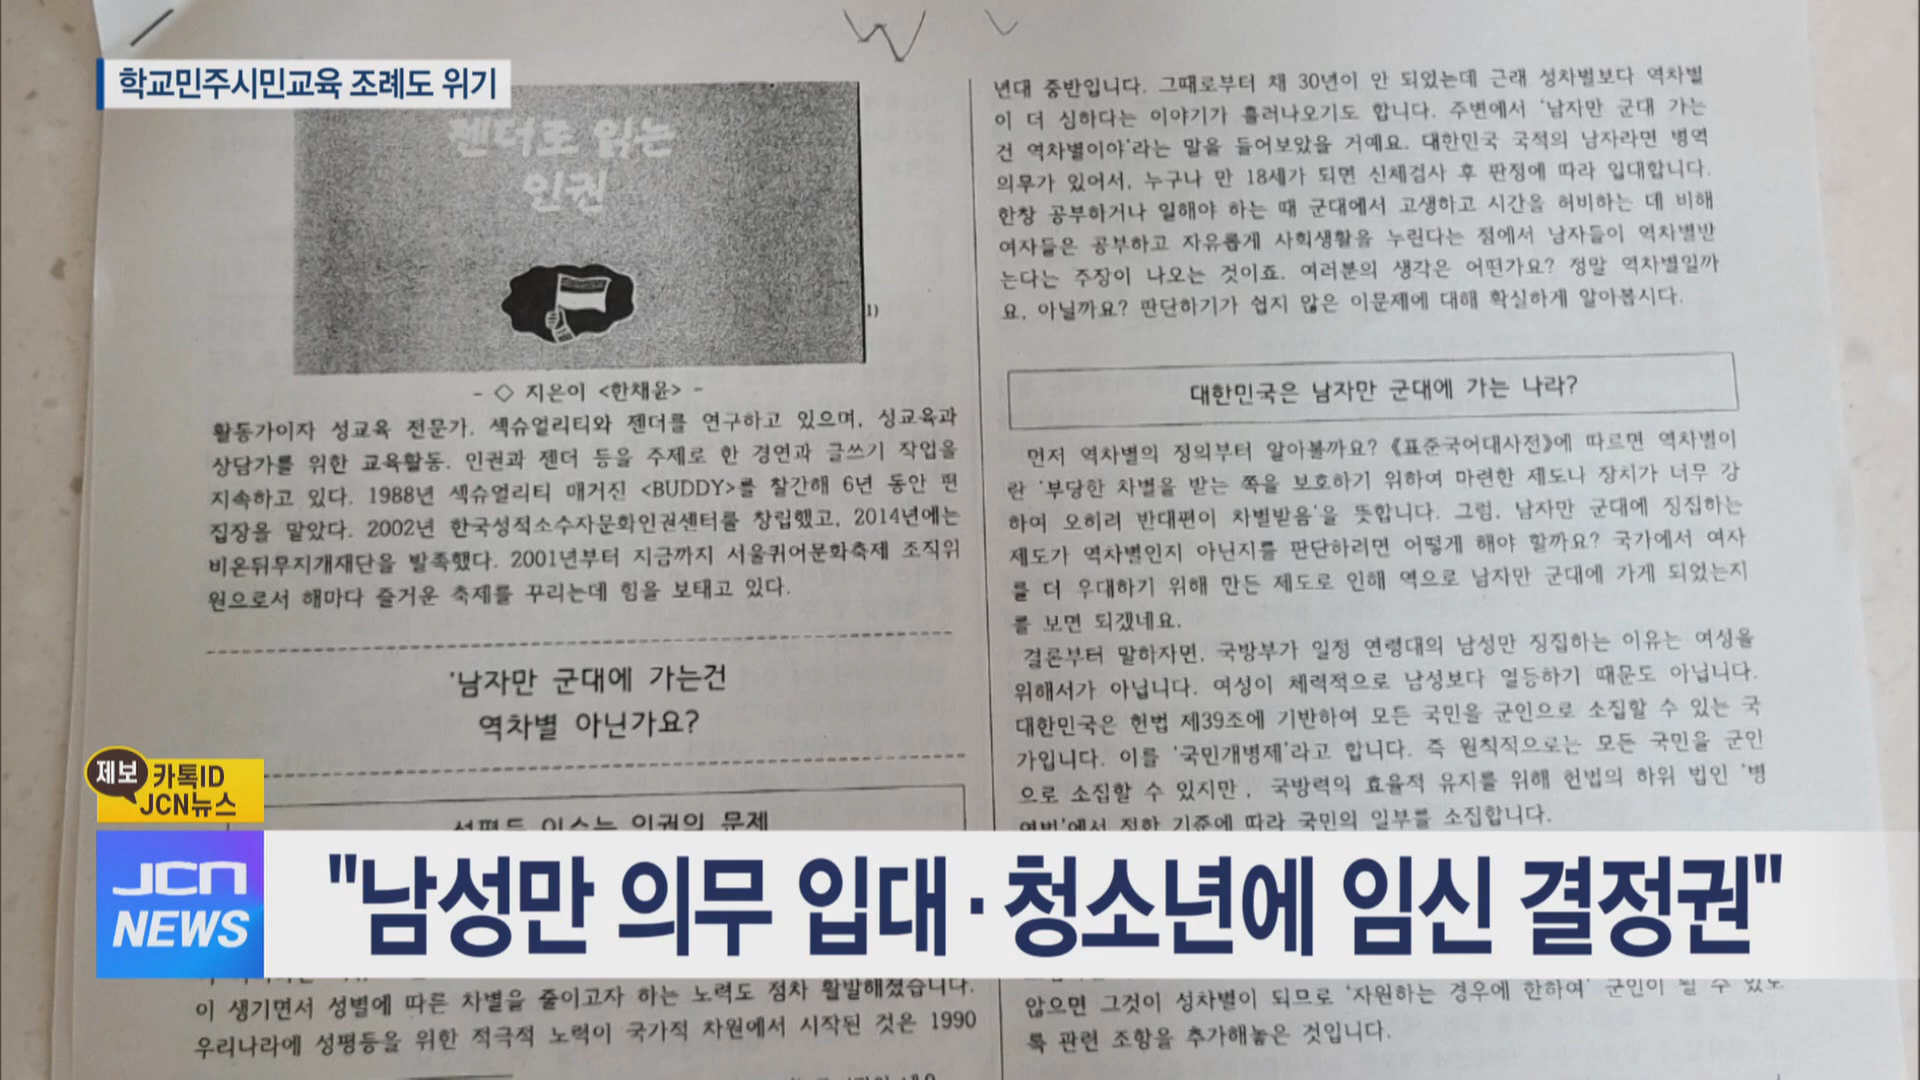 학교민주시민교육 조례도 위기
젠더로 읽는
인권
1)
- ◇ 지은이 <한채윤> -
활동가이자 성교육 전문가. 섹슈얼리티와 젠더를 연구하고 있으며, 성교육과
상담가를 위한 교육활동. 인권과 젠더 등을 주제로 한 경연과 글쓰기 작업을
지속하고 있다. 1988년 섹슈얼리티 매거진 <BUDDY>를 창간해 6년 동안 편
집장을 맡았다. 2002년 한국성적소수자문화인권센터를 창립했고, 2014년에는
비온뒤무지개재단을 발족했다. 2001년부터 지금까지 서울퀴어문화축제 조직위
원으로서 해마다 즐거운 축제를 꾸리는데 힘을 보태고 있다.
'남자만 군대에 가는건
역차별 아닌가요?
성평등 이슈는 인권의 문제
이 생기면서 성별에 따른 차별을 줄이고자 하는 노력도 점차 활발해졌습니다.
우리나라에 성평등을 위한 적극적 노력이 국가적 차원에서 시작된 것은 1990
년대 중반입니다. 그때로부터 채 30년이 안 되었는데 근래 성차별보다 역차별
이 더 심하다는 이야기가 흘러나오기도 합니다. 주변에서 '남자만 군대 가는
건 역차별이야'라는 말을 들어보았을 거예요. 대한민국 국적의 남자라면 병역
의무가 있어서, 누구나 만 18세가 되면 신체검사 후 판정에 따라 입대합니다.
한창 공부하거나 일해야 하는 때 군대에서 고생하고 시간을 허비하는 데 비해
여자들은 공부하고 자유롭게 사회생활을 누린다는 점에서 남자들이 역차별받
는다는 주장이 나오는 것이죠. 여러분의 생각은 어떤가요? 정말 역차별일까
요, 아닐까요? 판단하기가 쉽지 않은 이문제에 대해 확실하게 알아봅시다.
대한민국은 남자만 군대에 가는 나라?
먼저 역차별의 정의부터 알아볼까요? 《표준국어대사전》에 따르면 역차별이
란 '부당한 차별을 받는 쪽을 보호하기 위하여 마련한 제도나 장치가 너무 강
하여 오히려 반대편이 차별받음'을 뜻합니다. 그럼, 남자만 군대에 징집하는
제도가 역차별인지 아닌지를 판단하려면 어떻게 해야 할까요? 국가에서 여자
를 더 우대하기 위해 만든 제도로 인해 역으로 남자만 군대에 가게 되었는지
를 보면 되겠네요.
결론부터 말하자면, 국방부가 일정 연령대의 남성만 징집하는 이유는 여성을
위해서가 아닙니다. 여성이 체력적으로 남성보다 열등하기 때문도 아닙니다.
대한민국은 헌법 제39조에 기반하여 모든 국민을 군인으로 소집할 수 있는 국
가입니다. 이를 '국민개병제'라고 합니다. 즉 원칙적으로는 모든 국민을 군인
으로 소집할 수 있지만, 국방력의 효율적 유지를 위해 헌법의 하위 법인 '병
역법'에서 정한 기준에 따라 국민의 일부를 소집합니다.
않으면 그것이 성차별이 되므로 '자원하는 경우에 한하여' 군인이 될 수 있도
록 관련 조항을 추가해놓은 것입니다.
제보 카톡ID
JCN뉴스
JCN
NEWS
"남성만 의무 입대·청소년에 임신 결정권"